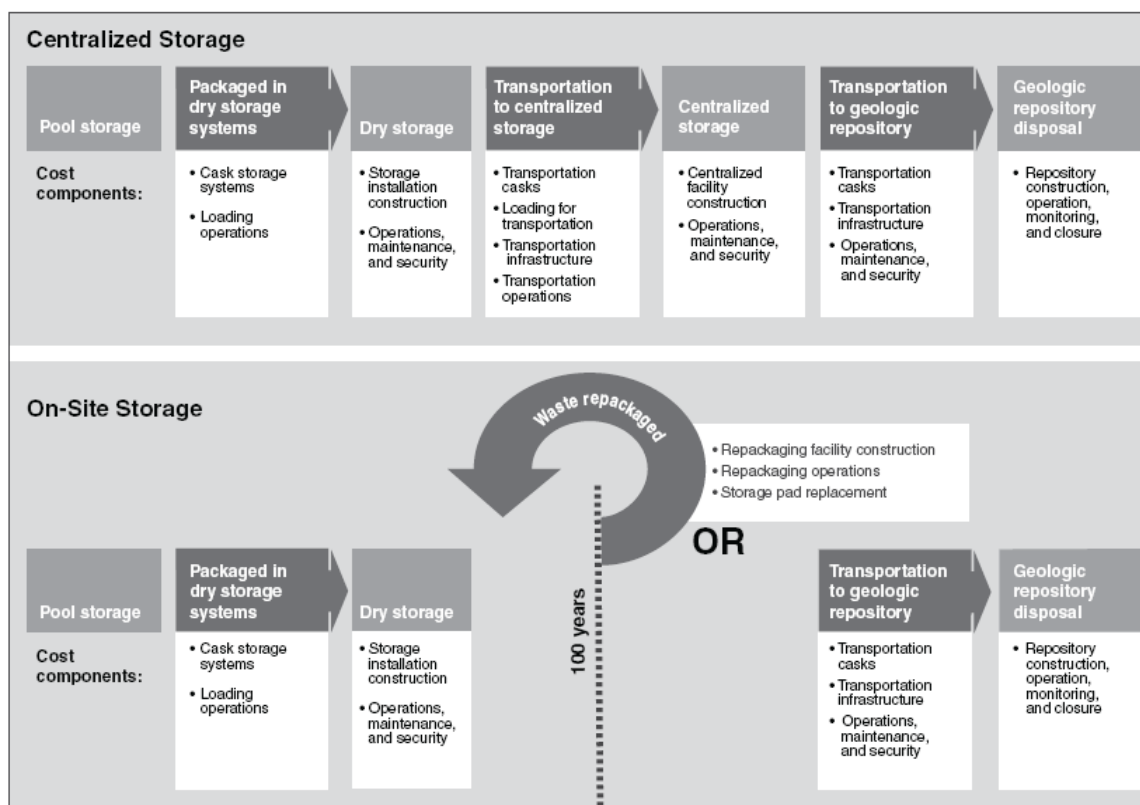 Centralized Storage
Pool storage
Packaged in
dry storage
systems
Dry storage
Transportation
to centralized
storage
Centralized
storage
Transportation
to geologic
repository
Geologic
repository
disposal
Cost
components:
• Cask storage
systems
• Loading
operations
• Storage
installation
construction
• Operations,
maintenance,
and security
• Transportation
casks
• Loading for
transportation
• Transportation
infrastructure
• Transportation
operations
• Centralized
facility
construction
• Operations,
maintenance,
and security
• Transportation
casks
• Transportation
infrastructure
• Operations,
maintenance,
and security
• Repository
construction,
operation,
monitoring,
and closure
On-Site Storage
Waste repackaged
• Repackaging facility construction
• Repackaging operations
• Storage pad replacement
OR
100 years
Pool storage
Packaged in
dry storage
systems
Dry storage
Transportation
to geologic
repository
Geologic
repository
disposal
Cost
components:
• Cask storage
systems
• Loading
operations
• Storage
installation
construction
• Operations,
maintenance,
and security
• Transportation
casks
• Transportation
infrastructure
• Operations,
maintenance,
and security
• Repository
construction,
operation,
monitoring,
and closure